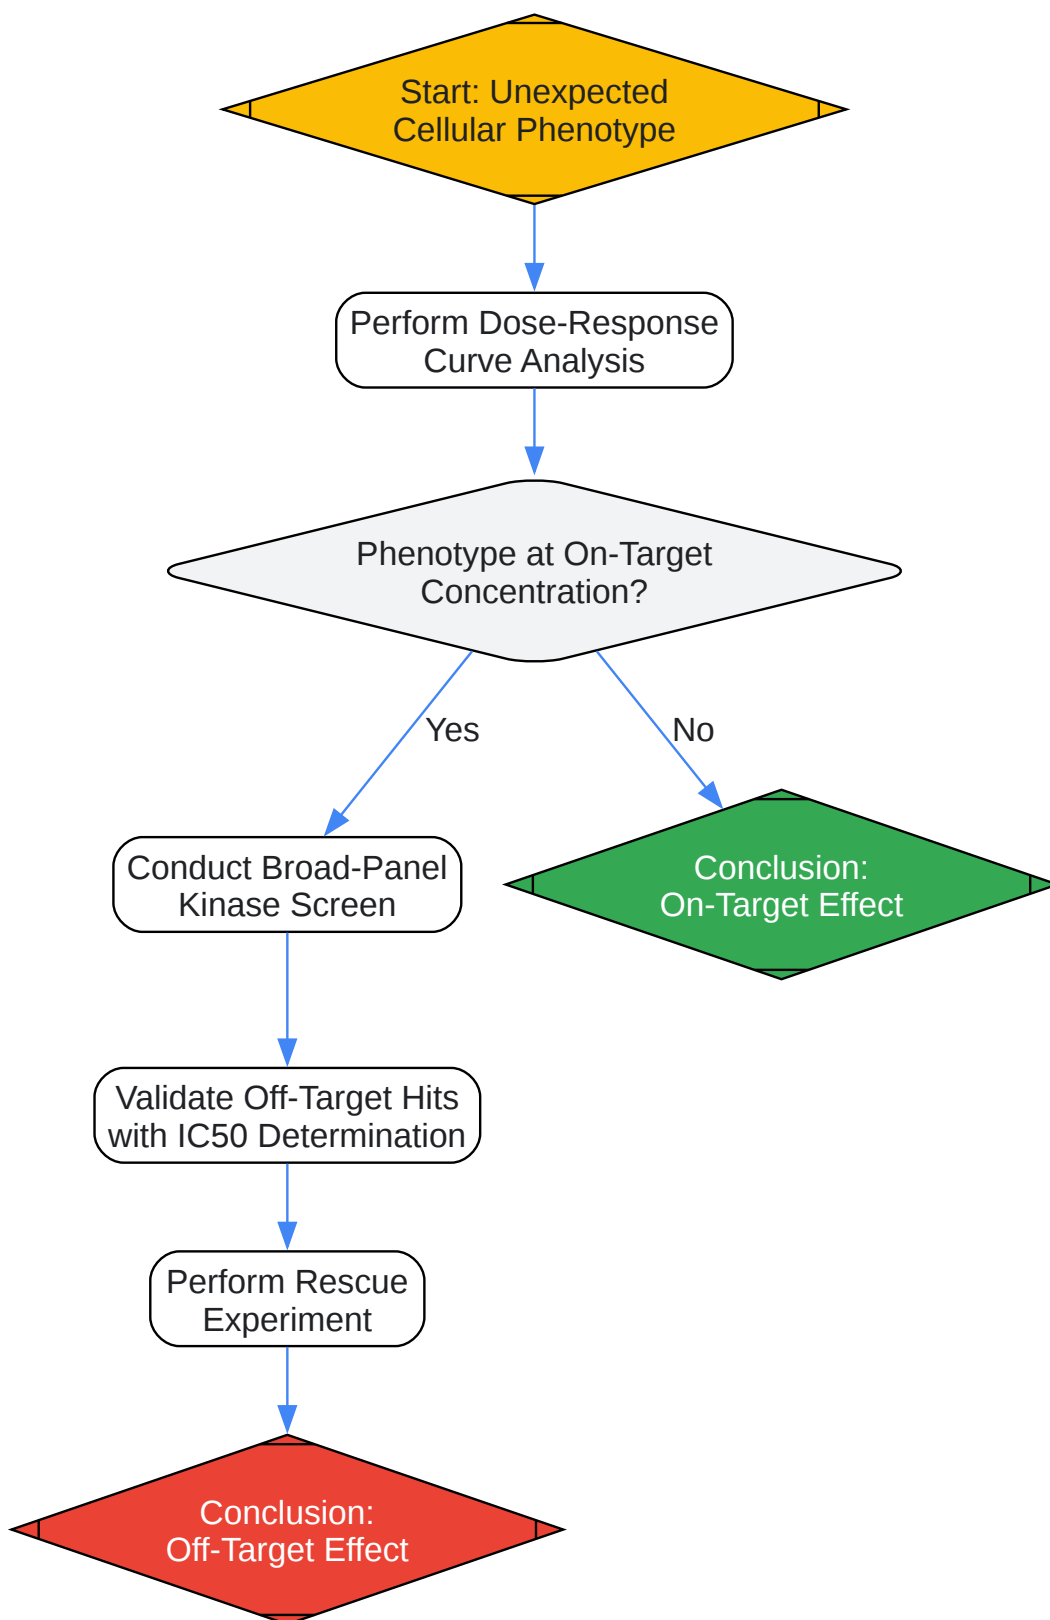 Start: Unexpected
Cellular Phenotype
Perform Dose-Response
Curve Analysis
Phenotype at On-Target
Concentration?
Yes
No
Conduct Broad-Panel
Kinase Screen
Conclusion:
On-Target Effect
Validate Off-Target Hits
with IC50 Determination
Perform Rescue
Experiment
Conclusion:
Off-Target Effect